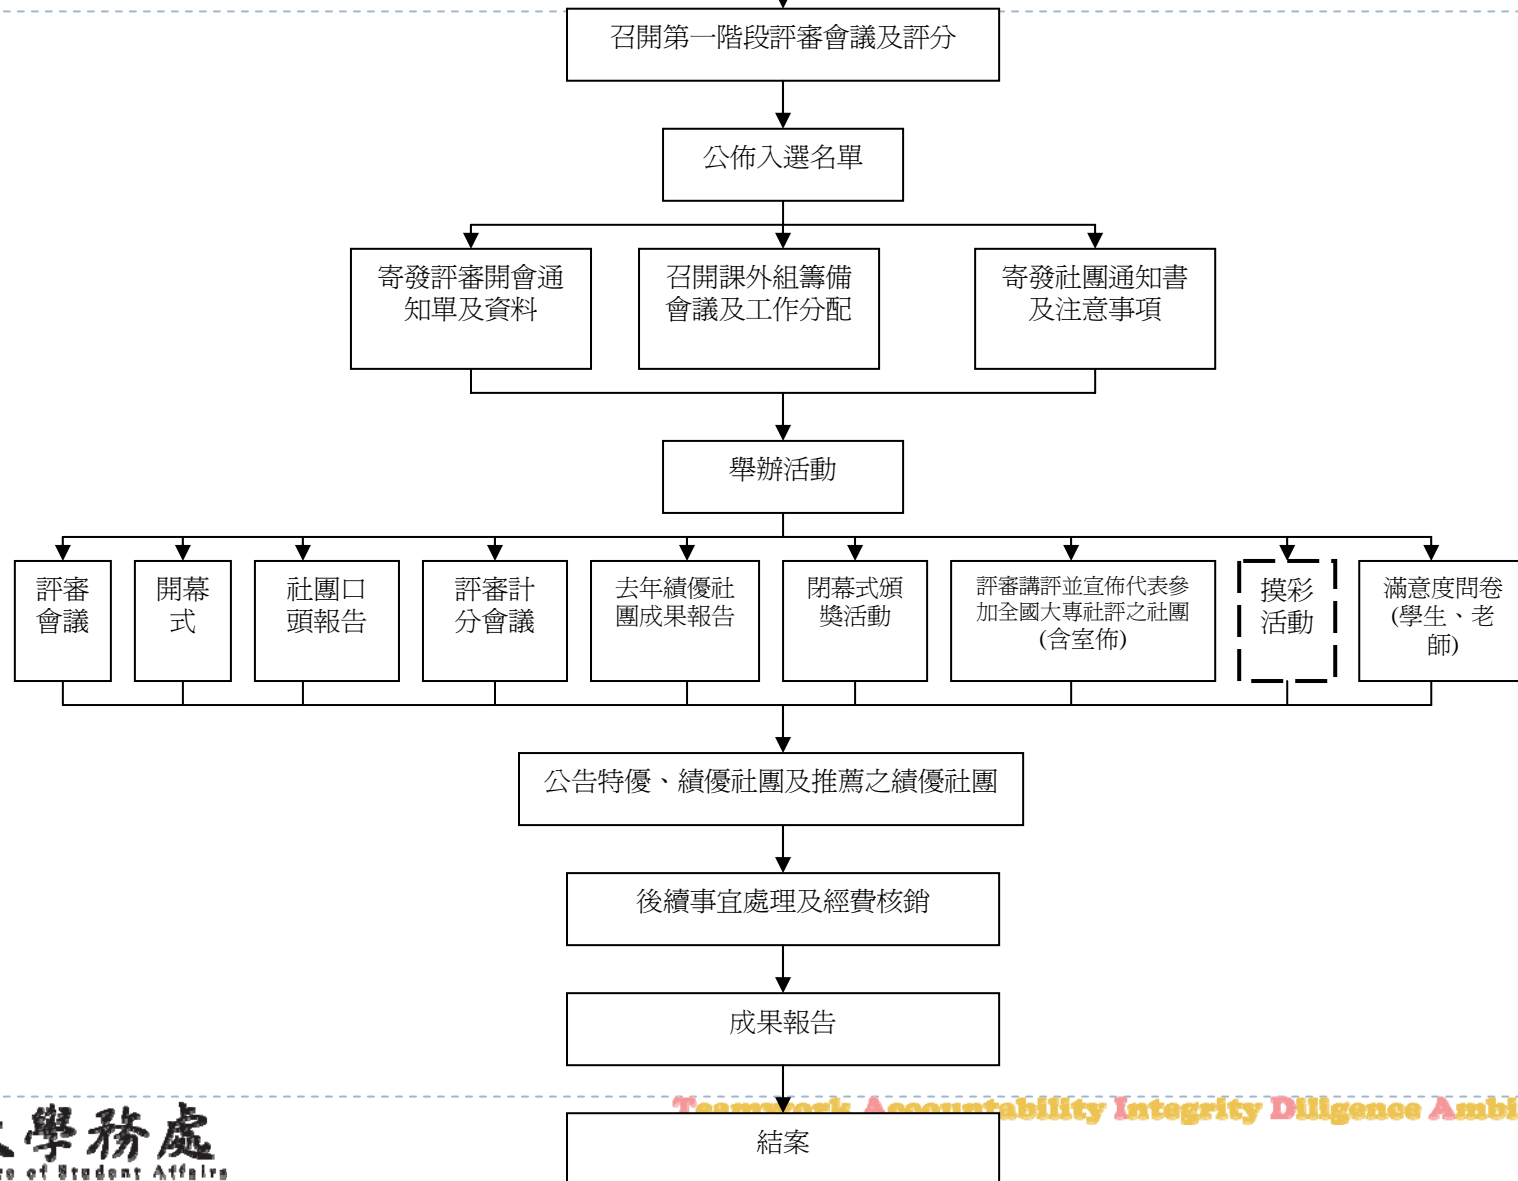 召開第一階段評審會議及評分
公佈入選名單
寄發評審開會通
知單及資料
召開課外組籌備
會議及工作分配
寄發社團通知書
及注意事項
舉辦活動
評審
會議
開幕
式
社團口
頭報告
評審計
分會議
去年績優社
團成果報告
閉幕式頒
獎活動
評審講評並宣佈代表參
加全國大專社評之社團
(含室佈)
摸彩
活動
滿意度問卷
(學生、老
師)
公告特優、績優社團及推薦之績優社團
後續事宜處理及經費核銷
成果報告
結案
學務處
of Student Affairs
Teamwork Accountability Integrity Diligence Ambi